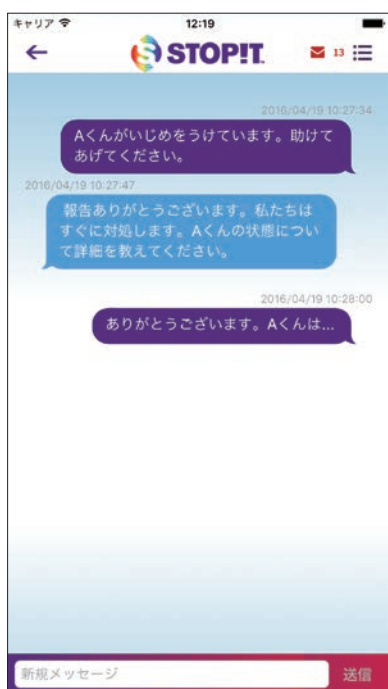 キャリア 12:19
STOP!T
13
2016/04/19 10:27:34
Aくんがいじめをうけています。助けて
あげてください。
2016/04/19 10:27:47
報告ありがとうございます。私たちは
すぐに対処します。Aくんの状態につい
て詳細を教えてください。
2016/04/19 10:28:00
ありがとうございます。Aくんは...
新規メッセージ 送信